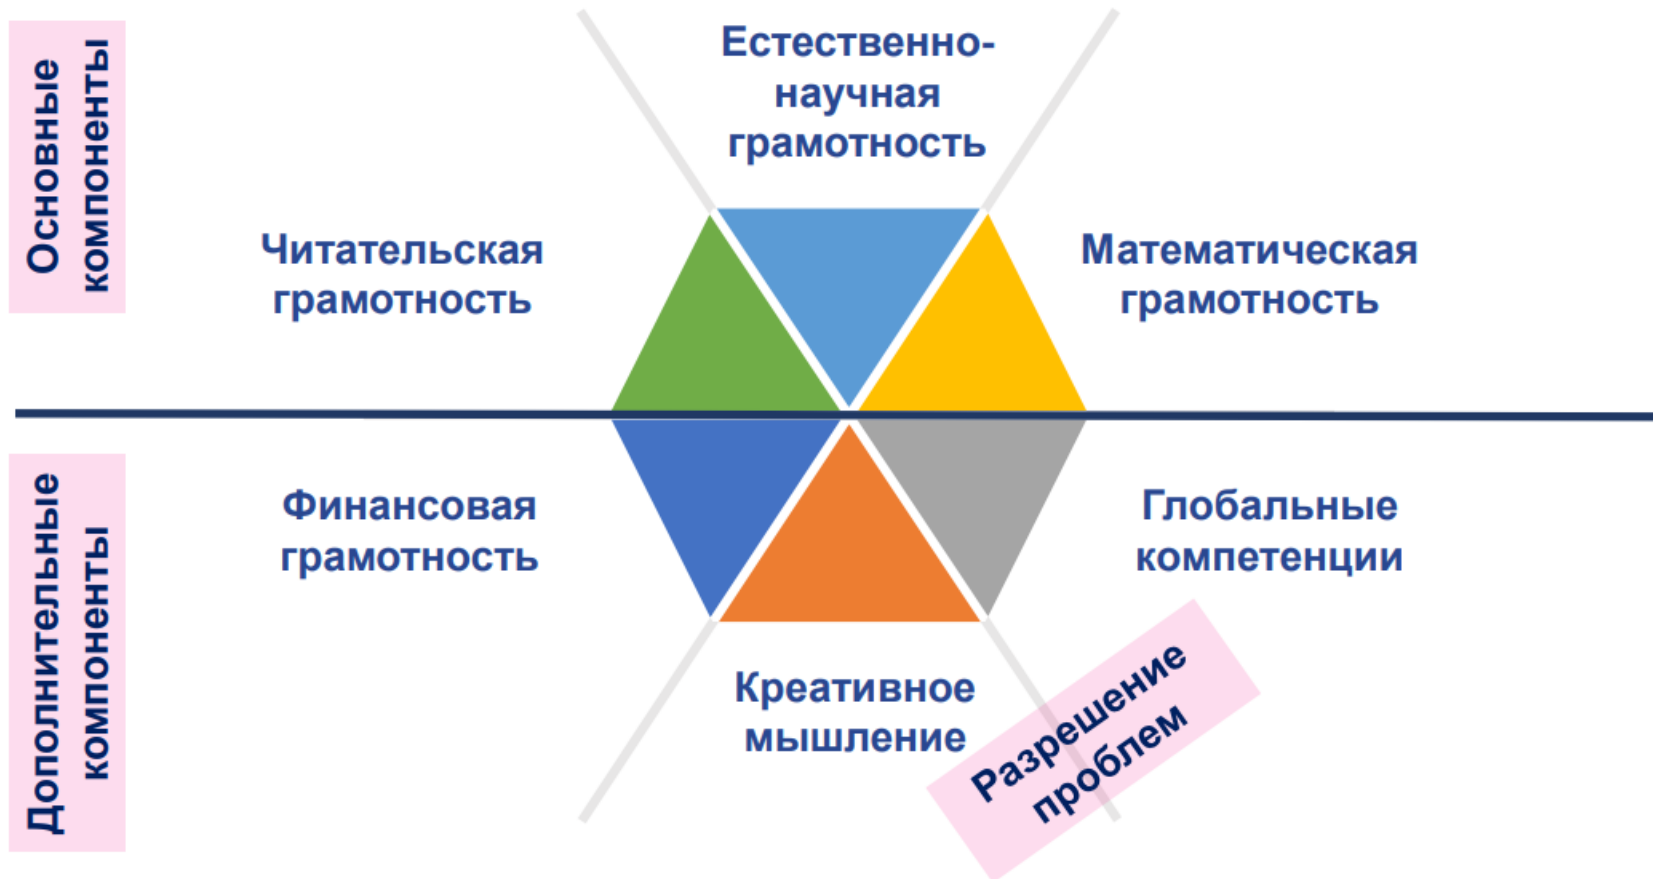 Основные
компоненты
Естественно-
научная
грамотность
Читательская
грамотность
Математическая
грамотность
Дополнительные
компоненты
Финансовая
грамотность
Глобальные
компетенции
Креативное
мышление
Разрешение
проблем